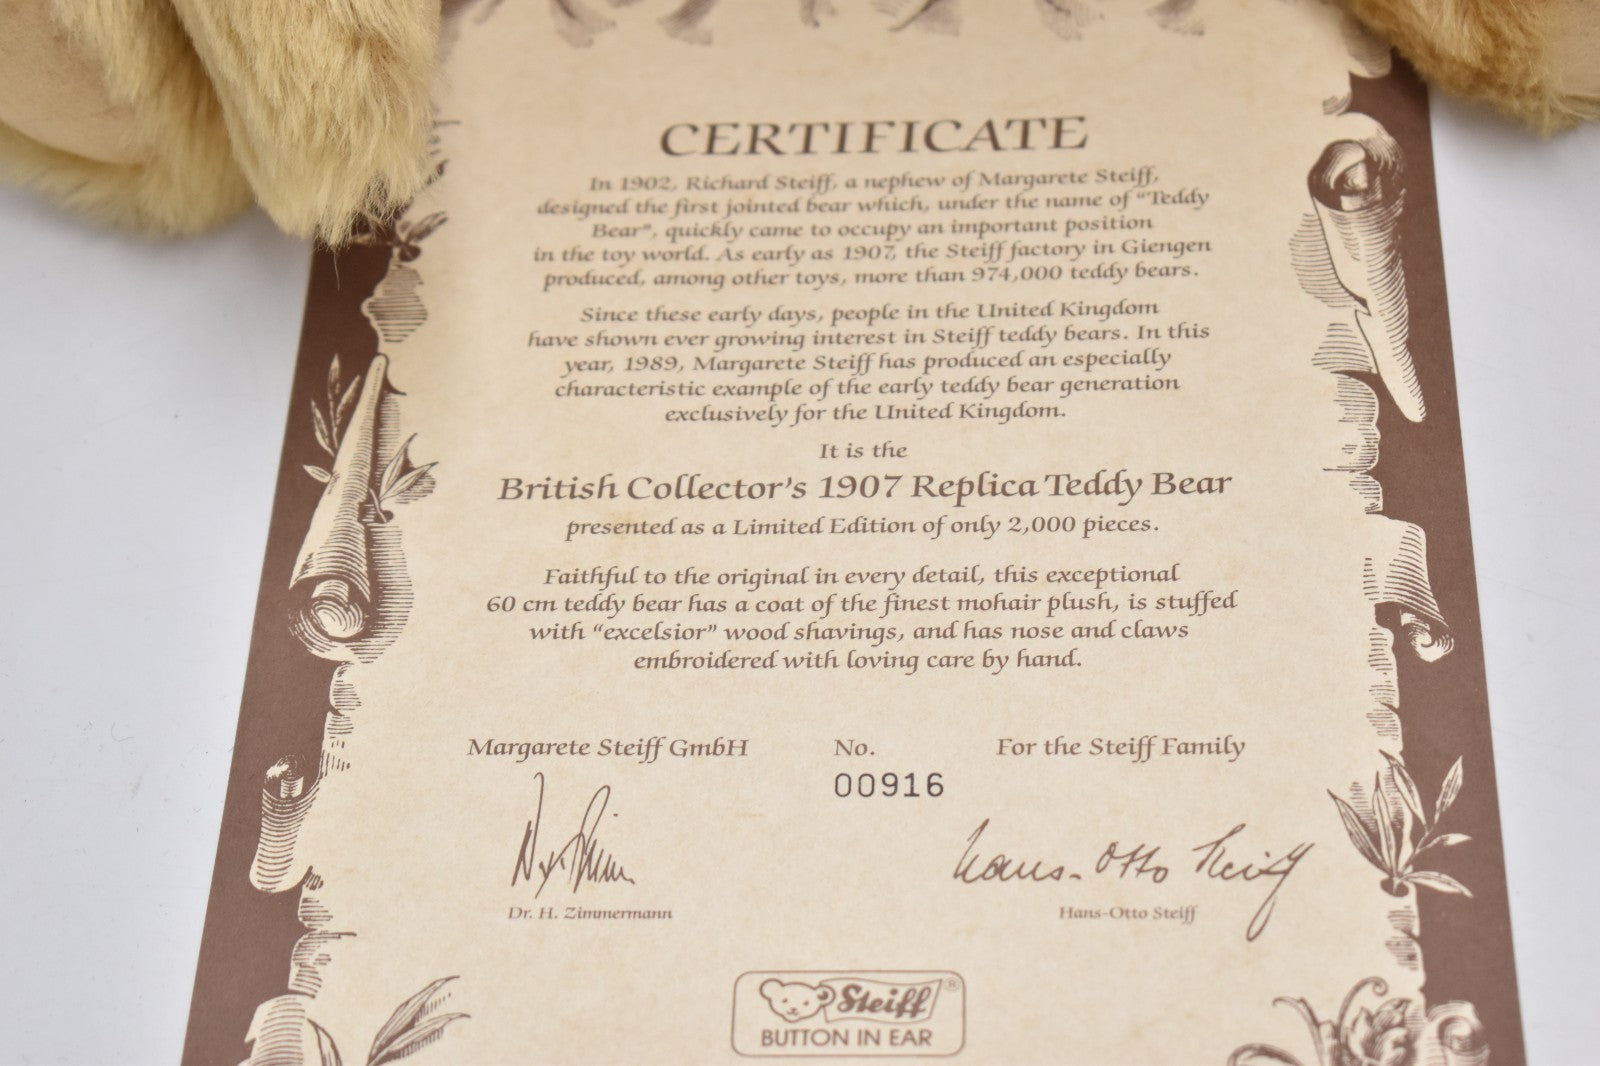 CERTIFICATE
In 1902, Richard Steiff, a nephew of Margarete Steiff,
designed the first jointed bear which, under the name of "Teddy
Bear", quickly came to occupy an important position
in the toy world. As early as 1907, the Steiff factory in Giengen
produced, among other toys, more than 974,000 teddy bears.
Since these early days, people in the United Kingdom
have shown ever growing interest in Steiff teddy bears. In this
year, 1989, Margarete Steiff has produced an especially
characteristic example of the early teddy bear generation
exclusively for the United Kingdom.
It is the
British Collector's 1907 Replica Teddy Bear
presented as a Limited Edition of only 2,000 pieces.
Faithful to the original in every detail, this exceptional
60 cm teddy bear has a coat of the finest mohair plush, is stuffed
with "excelsior" wood shavings, and has nose and claws
embroidered with loving care by hand.
Margarete Steiff GmbH No. For the Steiff Family
00916
Hans-Otto Steiff
Dr. H. Zimmermann Hans-Otto Steiff
Steiff®
BUTTON IN EAR